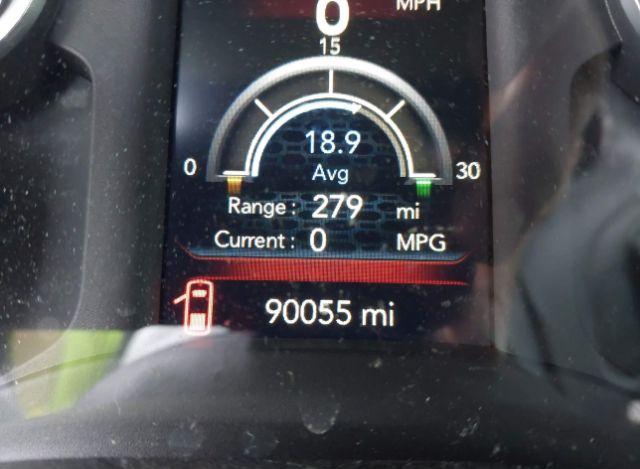 0 MPH
15
18.9
0 30
Avg
Range : 279 mi
Current : 0 MPG
90055 mi